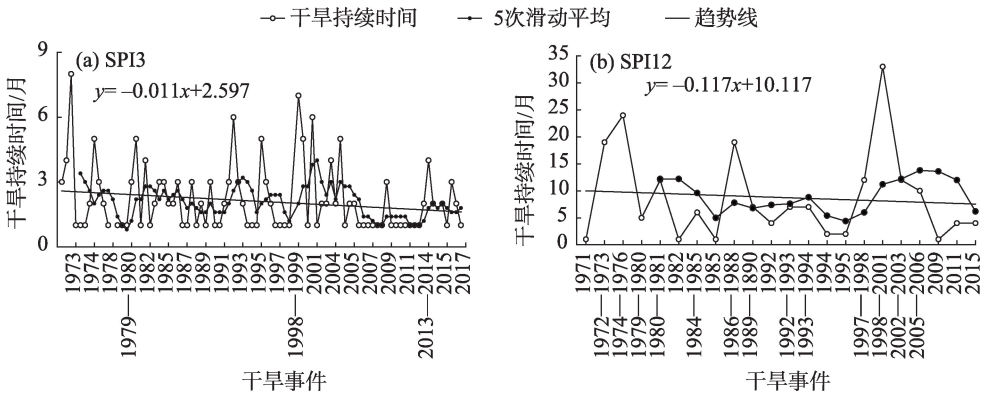 干旱持续时间 5次滑动平均 趋势线
(a) SPI3
y= –0.011x+2.597
干旱持续时间/月
9
6
3
0
1973 1974 1978 1980 1982 1985 1987 1989 1991 1993 1995 1997 1999 2001 2004 2005 2007 2009 2011 2014 2015 2017
1979— 1998— 2013—
干旱事件
(b) SPI12
y= –0.117x+10.117
干旱持续时间/月
35
30
25
20
15
10
5
0
1971 1973 1976 1980 1981 1982 1985 1985 1988 1990 1992 1993 1994 1994 1995 1998 2001 2003 2006 2009 2011 2015
1972— 1974— 1979— 1980— 1984— 1986— 1989— 1992— 1993— 1997— 1998— 2002— 2005—
干旱事件